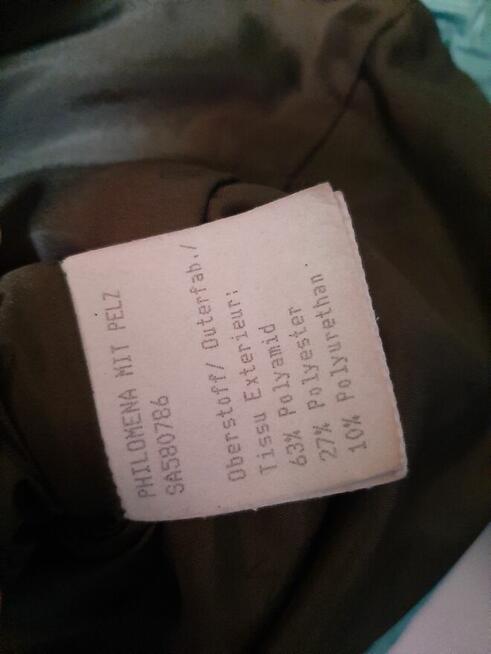 PHILOMENA MIT PELZ
SA580786
Oberstoff/ Outerfab./
Tissu Exterieur:
63% Polyamid
27% Polyester
10% Polyurethan